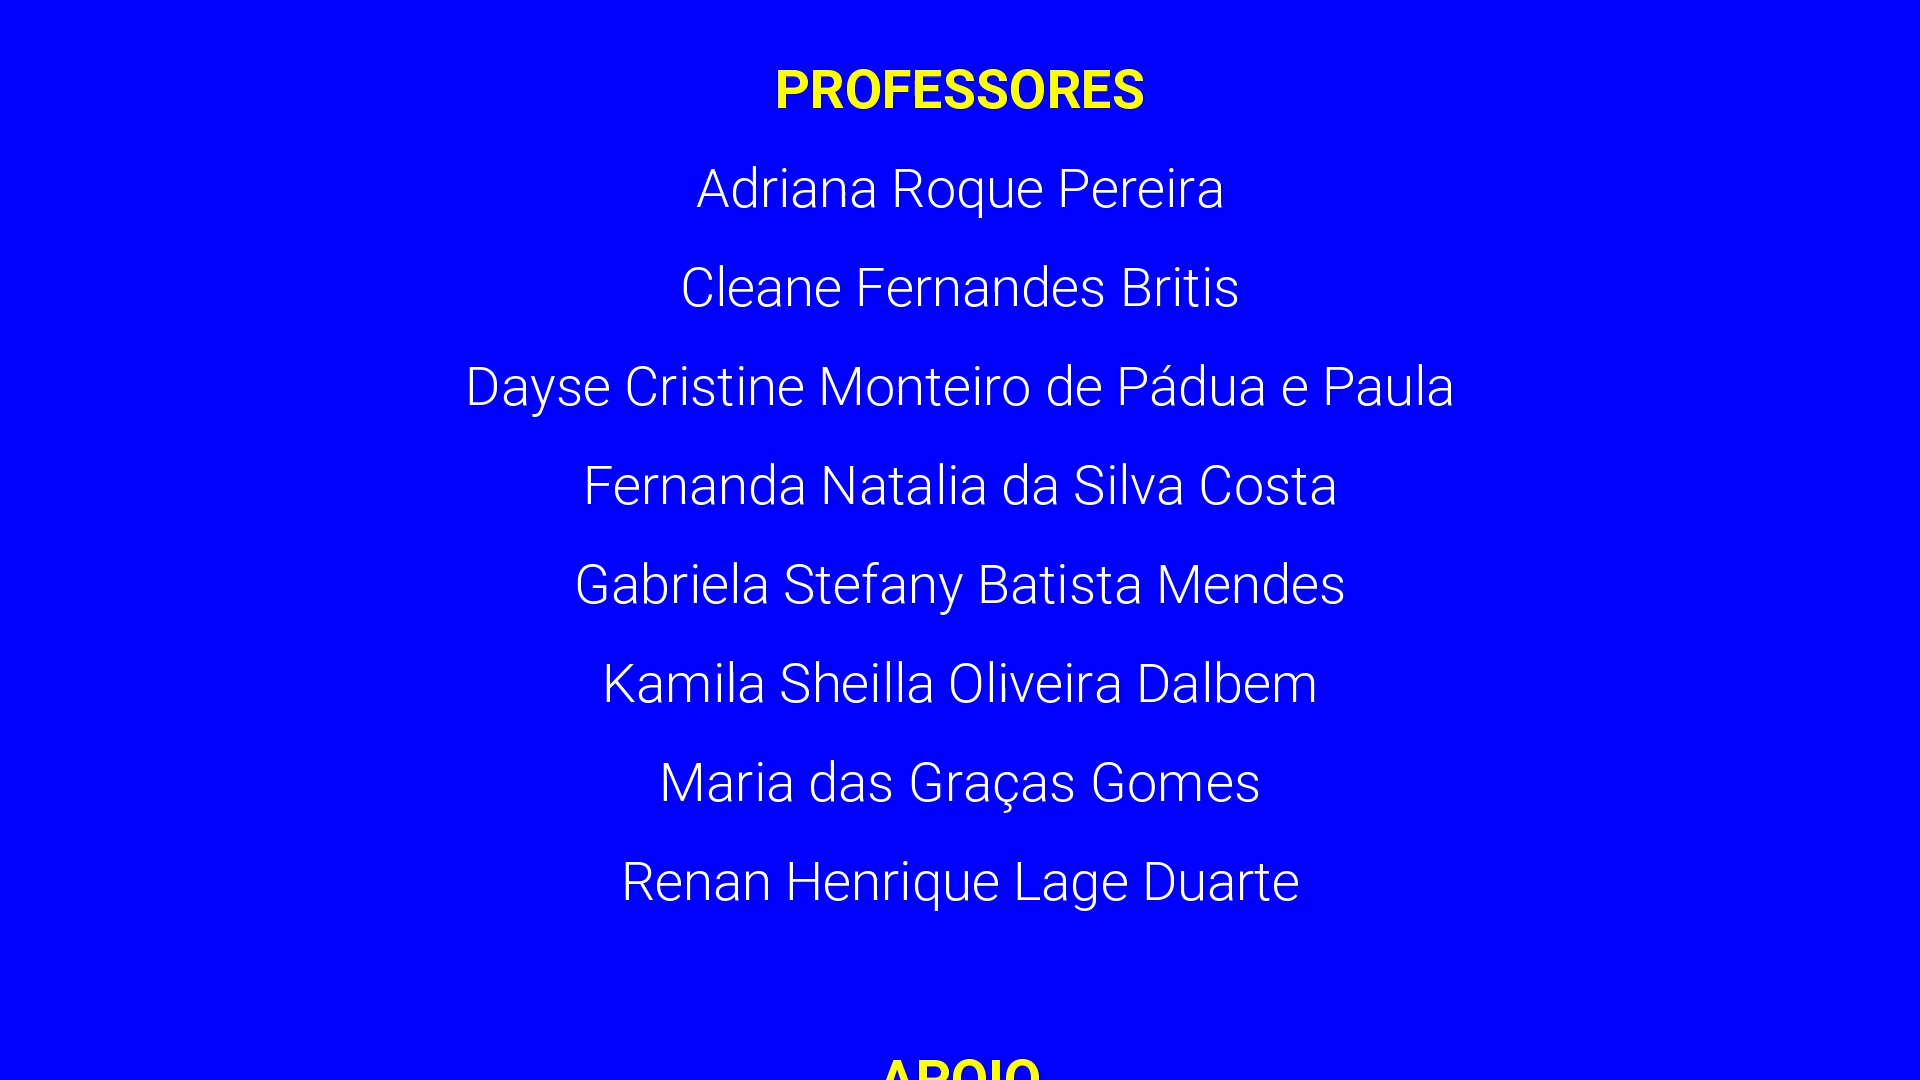 PROFESSORES
Adriana Roque Pereira
Cleane Fernandes Britis
Dayse Cristine Monteiro de Pádua e Paula
Fernanda Natalia da Silva Costa
Gabriela Stefany Batista Mendes
Kamila Sheilla Oliveira Dalbem
Maria das Graças Gomes
Renan Henrique Lage Duarte
APOIO